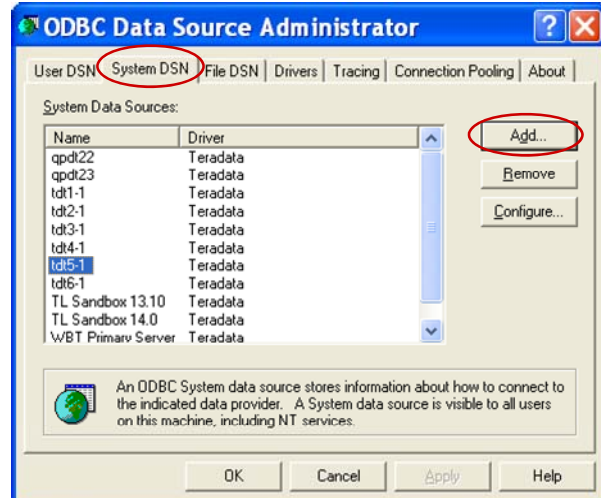 ODBC Data Source Administrator
User DSN System DSN File DSN Drivers Tracing Connection Pooling About
System Data Sources:
Name Driver
qpdt22 Teradata
qpdt23 Teradata
tdt1-1 Teradata
tdt2-1 Teradata
tdt3-1 Teradata
tdt4-1 Teradata
tdt5-1 Teradata
tdt6-1 Teradata
TL Sandbox 13.10 Teradata
TL Sandbox 14.0 Teradata
WBT Primary Server Teradata
Add...
Remove
Configure...
An ODBC System data source stores information about how to connect to
the indicated data provider. A System data source is visible to all users
on this machine, including NT services.
OK Cancel Apply Help